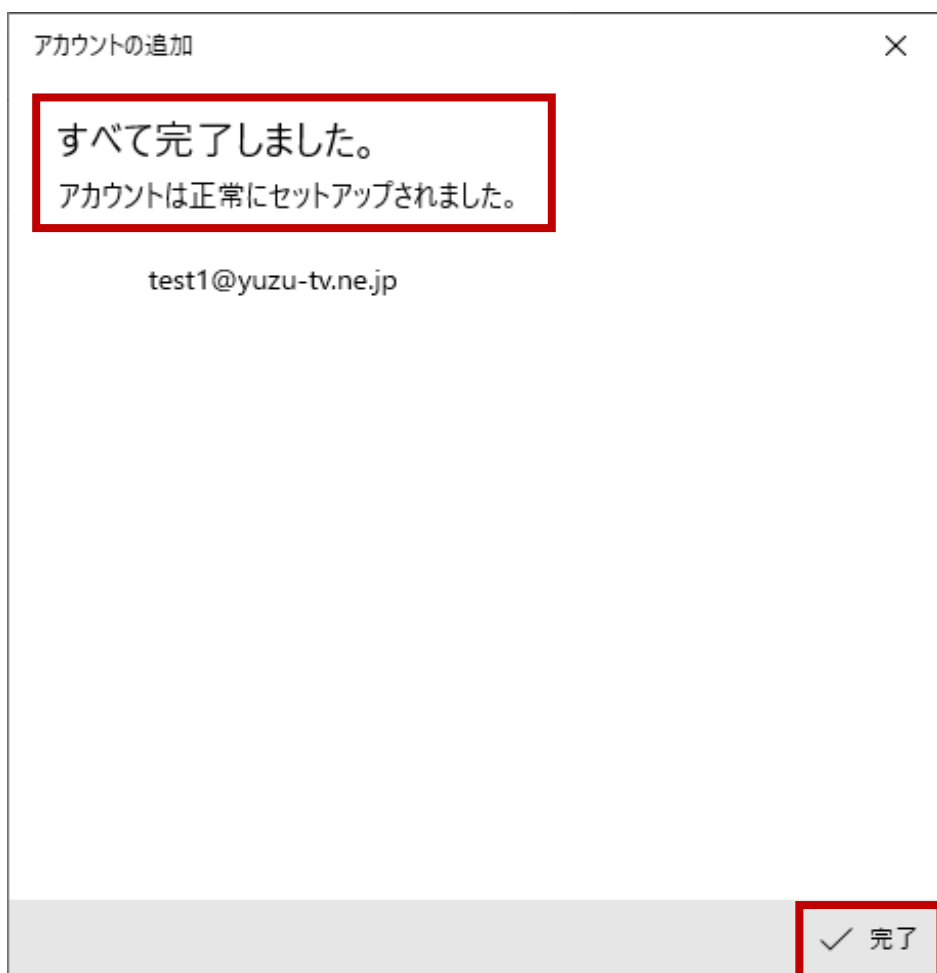 アカウントの追加
すべて完了しました。
アカウントは正常にセットアップされました。
test1@yuzu-tv.ne.jp
完了